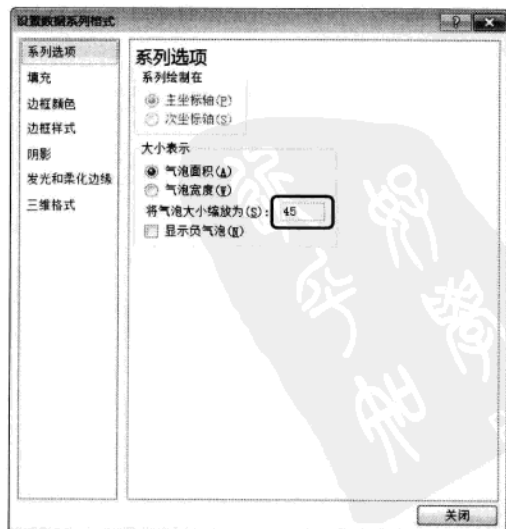 设置数据系列格式
系列选项
填充
边框颜色
边框样式
阴影
发光和柔化边缘
三维格式
系列选项
系列绘制在
主坐标轴(P)
次坐标轴(S)
大小表示
气泡面积(A)
气泡宽度(W)
将气泡大小缩放为(S): 45
显示负气泡(N)
关闭